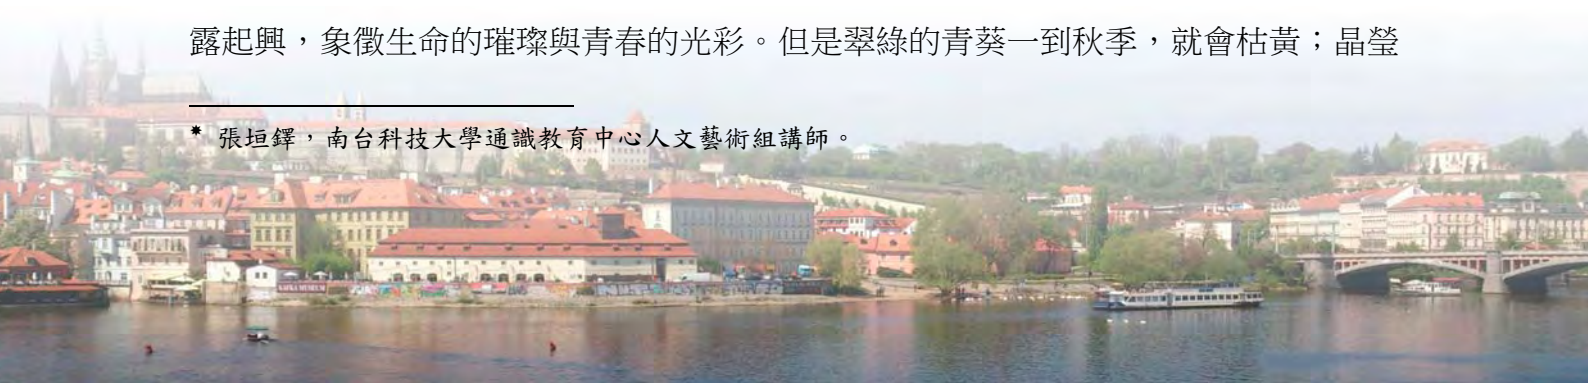 露起興，象徵生命的璀璨與青春的光彩。但是翠綠的青葵一到秋季，就會枯黃；晶瑩
* 張垣鐸，南台科技大學通識教育中心人文藝術組講師。
KAFKA MUSEUM